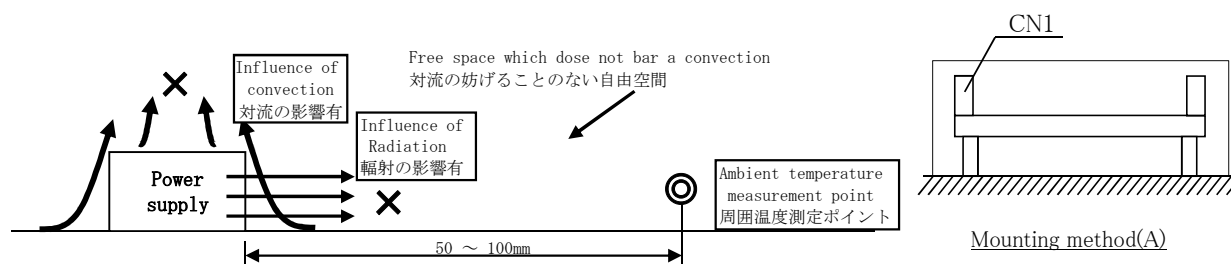 Influence of
convection
対流の影響有
Free space which dose not bar a convection
対流の妨げることのない自由空間
Influence of
Radiation
輻射の影響有
Power
supply
Ambient temperature
measurement point
周囲温度測定ポイント
50 ～ 100mm
CN1
Mounting method(A)